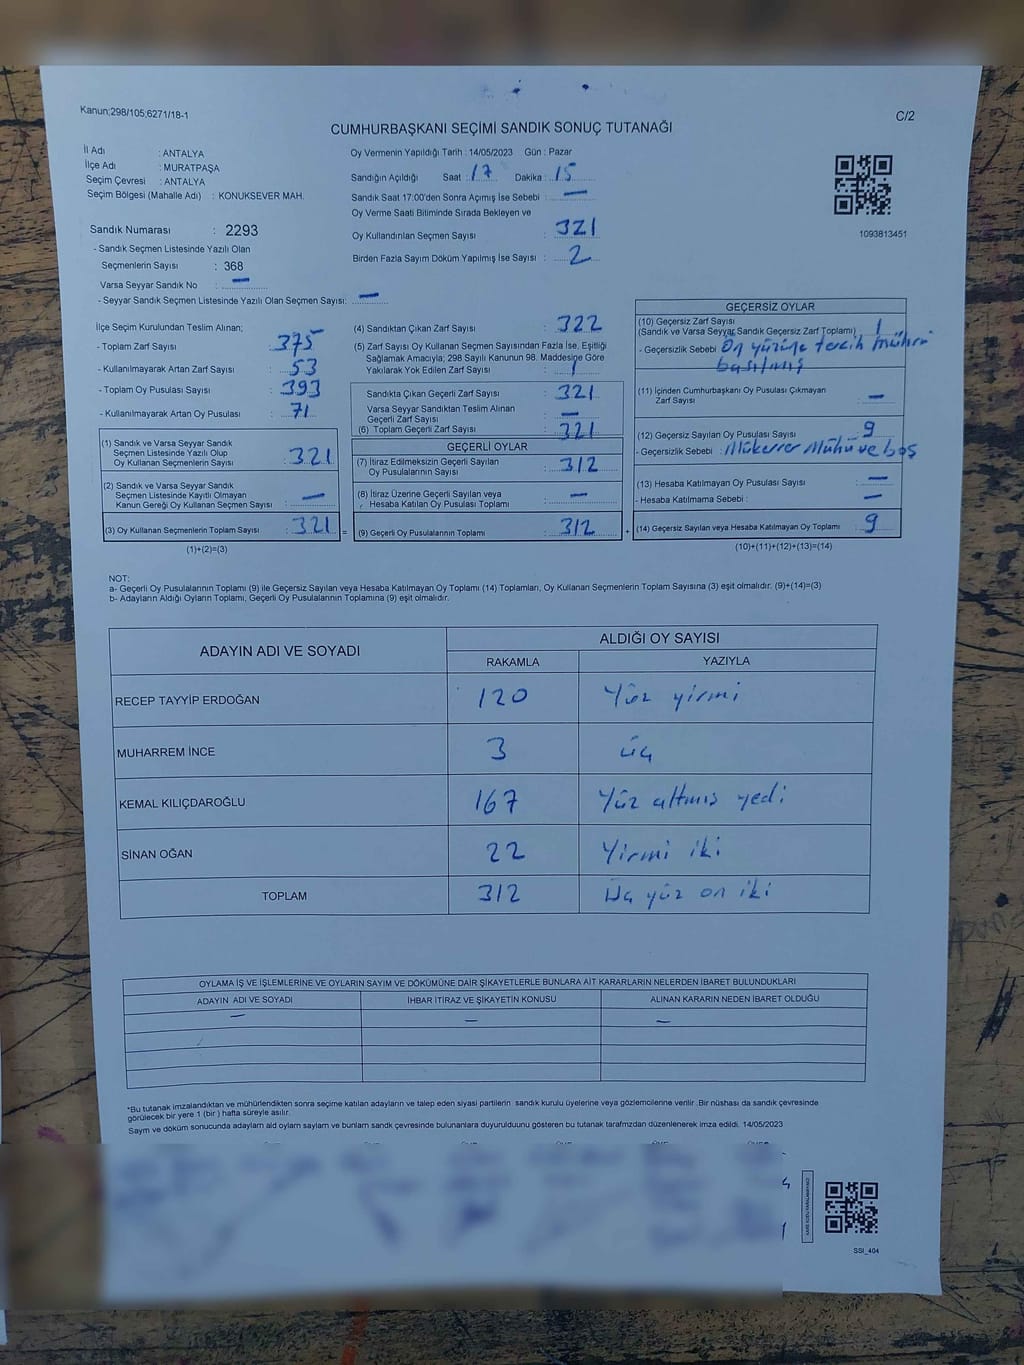 Kanun;298/105;6271/18-1
C/2
CUMHURBAŞKANI SEÇİMİ SANDIK SONUÇ TUTANAĞI
İl Adı : ANTALYA
İlçe Adı : MURATPAŞA
Seçim Çevresi : ANTALYA
Seçim Bölgesi (Mahalle Adı) : KONUKSEVER MAH.
Sandık Numarası : 2293
- Sandık Seçmen Listesinde Yazılı Olan
Seçmenlerin Sayısı : 368
Varsa Seyyar Sandık No : —
- Seyyar Sandık Seçmen Listesinde Yazılı Olan Seçmen Sayısı: —
Oy Vermenin Yapıldığı Tarih : 14/05/2023 Gün : Pazar
Sandığın Açıldığı Saat : 17 Dakika : 15
Sandık Saat 17:00'den Sonra Açımış İse Sebebi : —
Oy Verme Saati Bitiminde Sırada Bekleyen ve
Oy Kullandırılan Seçmen Sayısı : 321
Birden Fazla Sayım Döküm Yapılmış İse Sayısı : 2
1093813451
İlçe Seçim Kurulundan Teslim Alınan;
- Toplam Zarf Sayısı : 375
- Kullanılmayarak Artan Zarf Sayısı : 53
- Toplam Oy Pusulası Sayısı : 393
- Kullanılmayarak Artan Oy Pusulası : 71
(1) Sandık ve Varsa Seyyar Sandık
Seçmen Listesinde Yazılı Olup
Oy Kullanan Seçmenlerin Sayısı : 321
(2) Sandık ve Varsa Seyyar Sandık
Seçmen Listesinde Kayıtlı Olmayan
Kanun Gereği Oy Kullanan Seçmen Sayısı : —
(3) Oy Kullanan Seçmenlerin Toplam Sayısı : 321 =
(1)+(2)=(3)
(4) Sandıktan Çıkan Zarf Sayısı : 322
(5) Zarf Sayısı Oy Kullanan Seçmen Sayısından Fazla İse, Eşitliği
Sağlamak Amacıyla; 298 Sayılı Kanunun 98. Maddesine Göre
Yakılarak Yok Edilen Zarf Sayısı : 1
Sandıkta Çıkan Geçerli Zarf Sayısı : 321
Varsa Seyyar Sandıktan Teslim Alınan
Geçerli Zarf Sayısı : —
(6) Toplam Geçerli Zarf Sayısı : 321
GEÇERLİ OYLAR
(7) İtiraz Edilmeksizin Geçerli Sayılan
Oy Pusulalarının Sayısı : 312
(8) İtiraz Üzerine Geçerli Sayılan veya
Hesaba Katılan Oy Pusulası Toplamı : —
(9) Geçerli Oy Pusulalarının Toplamı : 312 +
GEÇERSİZ OYLAR
(10) Geçersiz Zarf Sayısı
(Sandık ve Varsa Seyyar Sandık Geçersiz Zarf Toplamı) : 1
- Geçersizlik Sebebi : Ön yüzüne tercih mührü
basılmış
(11) İçinden Cumhurbaşkanı Oy Pusulası Çıkmayan
Zarf Sayısı : —
(12) Geçersiz Sayılan Oy Pusulası Sayısı : 9
- Geçersizlik Sebebi : Mükerrer Mühü ve boş
(13) Hesaba Katılmayan Oy Pusulası Sayısı : —
- Hesaba Katılmama Sebebi : —
(14) Geçersiz Sayılan veya Hesaba Katılmayan Oy Toplamı : 9
(10)+(11)+(12)+(13)=(14)
NOT:
a- Geçerli Oy Pusulalarının Toplamı (9) ile Geçersiz Sayılan veya Hesaba Katılmayan Oy Toplamı (14) Toplamları, Oy Kullanan Seçmenlerin Toplam Sayısına (3) eşit olmalıdır. (9)+(14)=(3)
b- Adayların Aldığı Oyların Toplamı, Geçerli Oy Pusulalarının Toplamına (9) eşit olmalıdır.
ADAYIN ADI VE SOYADI ALDIĞI OY SAYISI
RAKAMLA YAZIYLA
RECEP TAYYİP ERDOĞAN 120 Yüz yirmi
MUHARREM İNCE 3 üç
KEMAL KILIÇDAROĞLU 167 Yüz altmış yedi
SİNAN OĞAN 22 Yirmi iki
TOPLAM 312 Üç yüz on iki
OYLAMA İŞ VE İŞLEMLERİNE VE OYLARIN SAYIM VE DÖKÜMÜNE DAİR ŞİKAYETLERLE BUNLARA AİT KARARLARIN NELERDEN İBARET BULUNDUKLARI
ADAYIN ADI VE SOYADI İHBAR İTİRAZ VE ŞİKAYETİN KONUSU ALINAN KARARIN NEDEN İBARET OLDUĞU
— — —
*Bu tutanak imzalandıktan ve mühürlendikten sonra seçime katılan adayların ve talep eden siyasi partilerin sandık kurulu üyelerine veya gözlemcilerine verilir. Bir nüshası da sandık çevresinde
görülecek bir yere 1 (bir) hafta süreyle asılır.
Sayım ve döküm sonucunda adayların aldığı oyların sayılarını ve bunların sandık çevresinde bulunanlara duyurulduğunu gösteren bu tutanak tarafımızdan düzenlenerek imza edildi. 14/05/2023
SSI_404